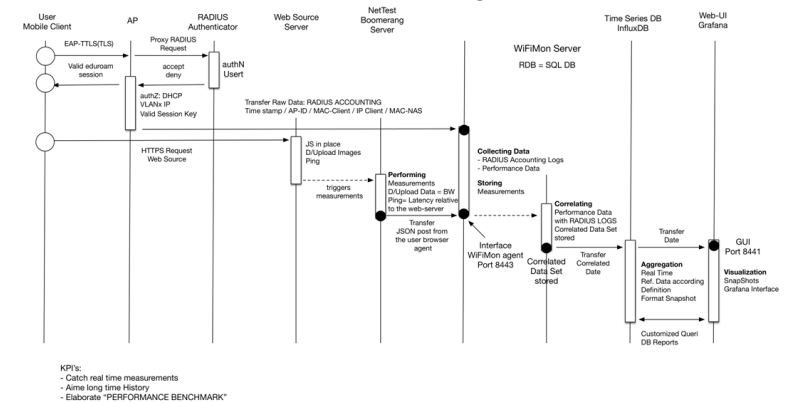 User
Mobile Client
AP
RADIUS
Authenticator
Web Source
Server
NetTest
Boomerang
Server
WiFiMon Server
RDB = SQL DB
Time Series DB
InfluxDB
Web-UI
Grafana
EAP-TTLS(TLS)
Proxy RADIUS
Request
Valid eduroam
session
accept
deny
authN
Usert
authZ: DHCP
VLANx IP
Valid Session Key
Transfer Raw Data: RADIUS ACCOUNTING
Time stamp / AP-ID / MAC-Client / IP Client / MAC-NAS
HTTPS Request
Web Source
JS in place
D/Upload Images
Ping
triggers
measurements
Performing
Measurements
D/Upload Data = BW
Ping= Latency relative
to the web-server
Transfer
JSON post from
the user browser
agent
Collecting Data
- RADIUS Accounting Logs
- Performance Data
Storing
Measurements
Interface
WiFiMon agent
Port 8443
Correlating
Performance Data
with RADIUS LOGS
Correlated Data Set
stored
Correlated
Data Set
stored
Transfer
Correlated
Date
Transfer
Date
GUI
Port 8441
Aggregation
Real Time
Ref. Data according
Definition
Format Snapshot
Visualization
SnapShots
Grafana Interface
Customized Queri
DB Reports
KPI's:
- Catch real time measurements
- Aime long time History
- Elaborate “PERFORMANCE BENCHMARK”